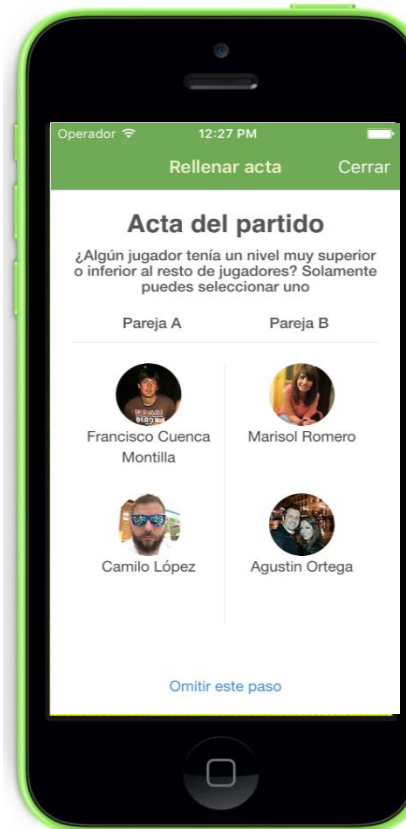 Operador 12:27 PM
Rellenar acta Cerrar
Acta del partido
¿Algún jugador tenía un nivel muy superior
o inferior al resto de jugadores? Solamente
puedes seleccionar uno
Pareja A Pareja B
Francisco Cuenca
Montilla
Marisol Romero
Camilo López
Agustin Ortega
Omitir este paso